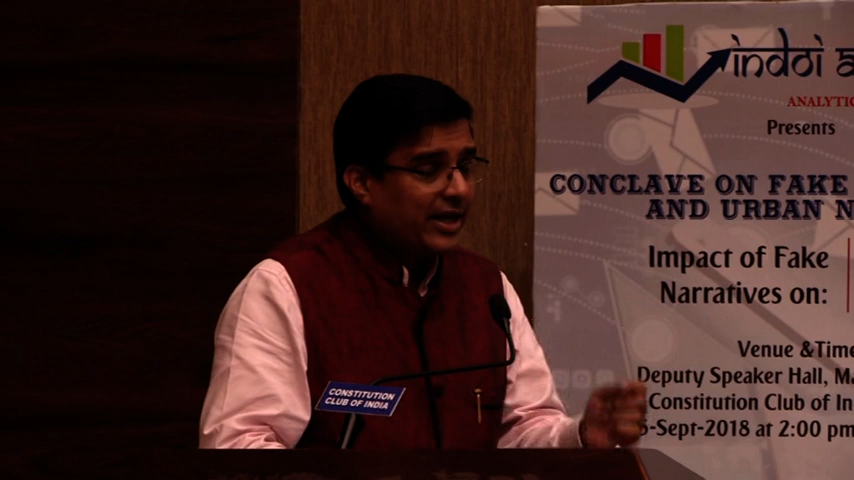 indoi a
ANALYTIC
Presents
CONCLAVE ON FAKE
AND URBAN N
Impact of Fake
Narratives on:
Venue &Time
Deputy Speaker Hall, Ma
Constitution Club of In
-Sept-2018 at 2:00 pm
CONSTITUTION
CLUB OF INDIA